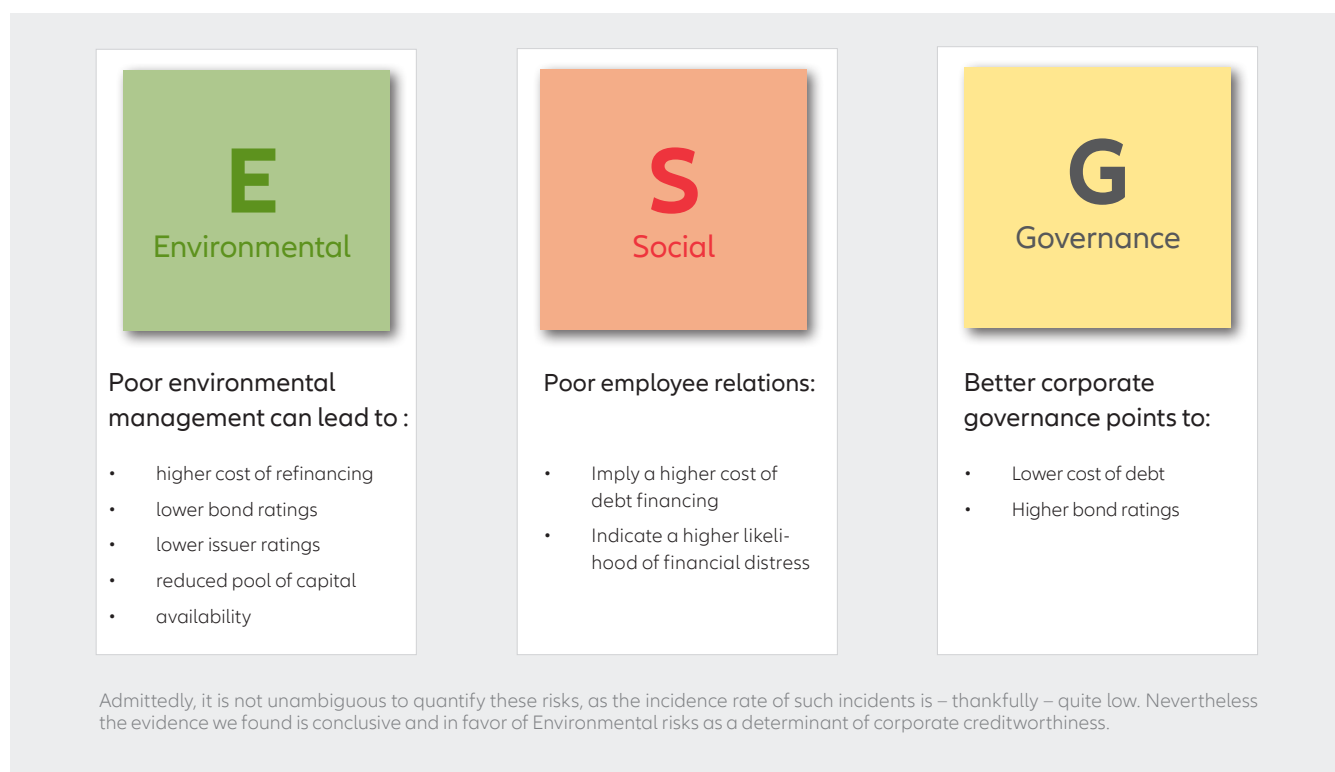 E
Environmental
Poor environmental
management can lead to :
• higher cost of refinancing
• lower bond ratings
• lower issuer ratings
• reduced pool of capital
• availability
S
Social
Poor employee relations:
• Imply a higher cost of
debt financing
• Indicate a higher likeli-
hood of financial distress
G
Governance
Better corporate
governance points to:
• Lower cost of debt
• Higher bond ratings
Admittedly, it is not unambiguous to quantify these risks, as the incidence rate of such incidents is – thankfully – quite low. Nevertheless
the evidence we found is conclusive and in favor of Environmental risks as a determinant of corporate creditworthiness.